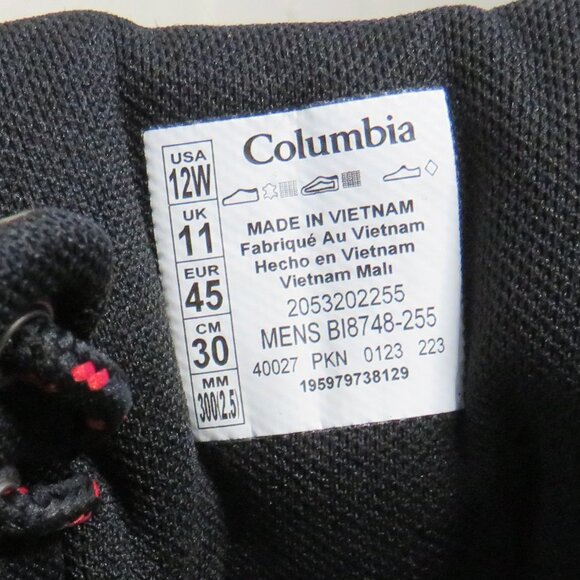 USA
12W
UK
11
EUR
45
CM
30
MM
300(2.5)
Columbia
MADE IN VIETNAM
Fabriqué Au Vietnam
Hecho en Vietnam
Vietnam Malı
2053202255
MENS BI8748-255
40027 PKN 0123 223
195979738129